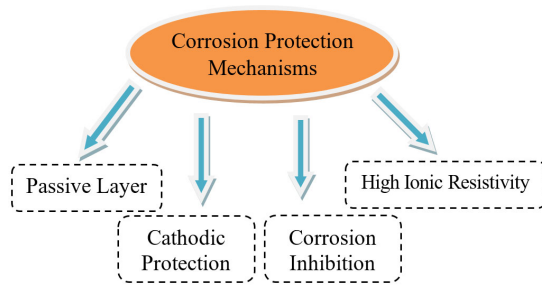 Corrosion Protection
Mechanisms
Passive Layer
High Ionic Resistivity
Cathodic
Protection
Corrosion
Inhibition